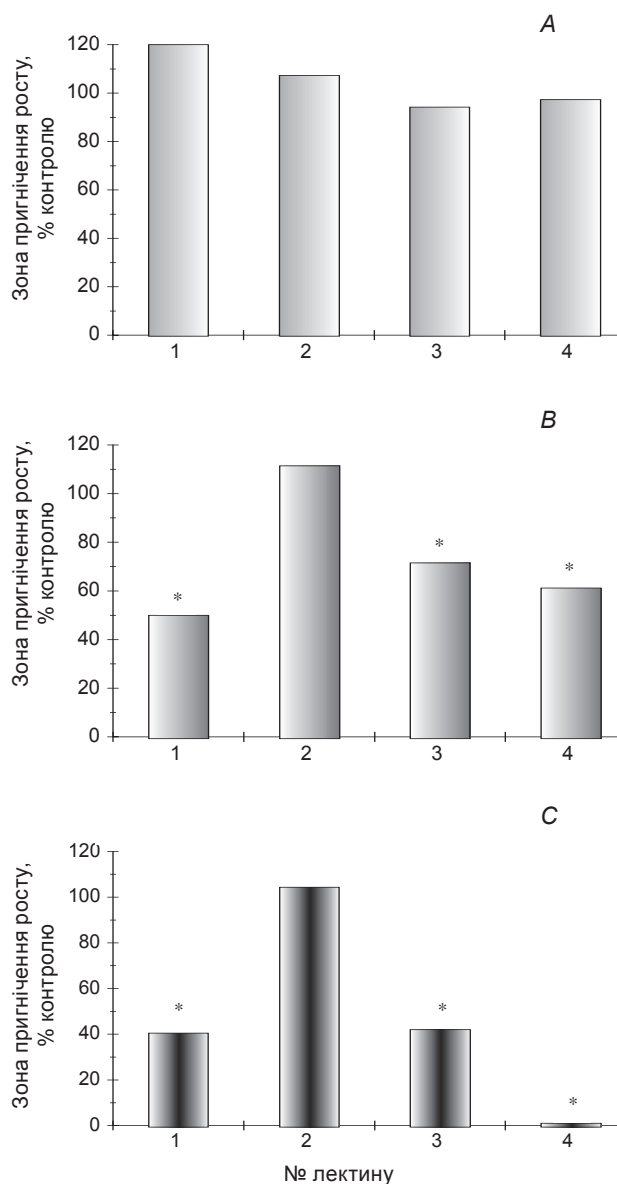 A
Зона пригнічення росту,
% контролю
120
100
80
60
40
20
0
1 2 3 4
B
Зона пригнічення росту,
% контролю
120
100
80
60
40
20
0
* * *
1 2 3 4
C
Зона пригнічення росту,
% контролю
120
100
80
60
40
20
0
* * *
1 2 3 4
№ лектину